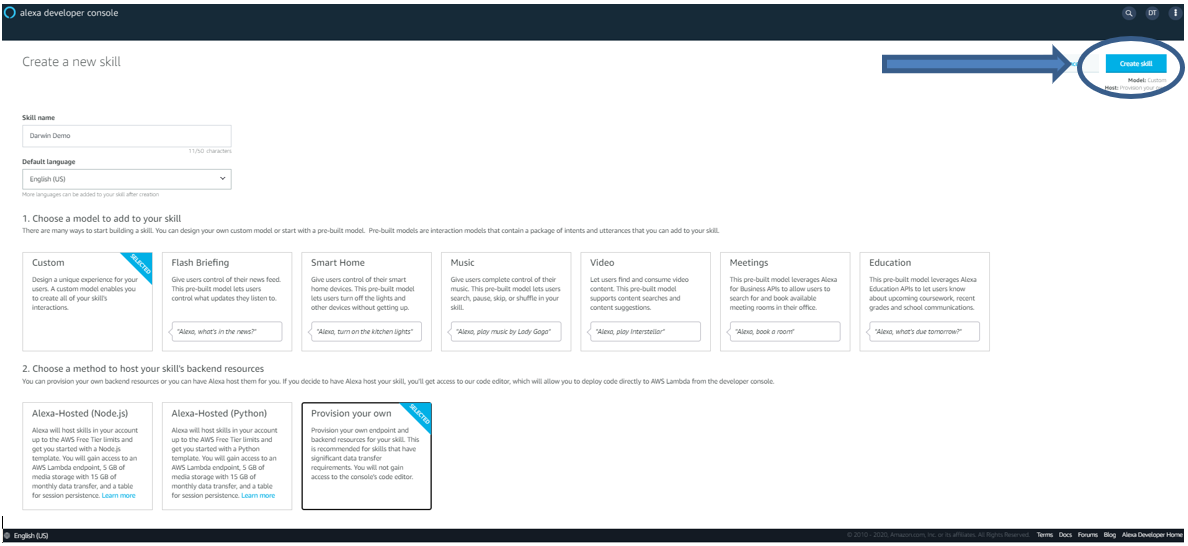 alexa developer console
DT
Create a new skill
Create skill
Model: Custom
Host: Provision your own
Skill name
Darwin Demo
11/50 characters
Default language
English (US)
More languages can be added to your skill after creation
1. Choose a model to add to your skill
There are many ways to start building a skill. You can design your own custom model or start with a pre-built model. Pre-built models are interaction models that contain a package of intents and utterances that you can add to your skill.
Custom
SELECTED
Design a unique experience for your
users. A custom model enables you
to create all of your skill's
interactions.
Flash Briefing
Give users control of their news feed.
This pre-built model lets users
control what updates they listen to.
"Alexa, what's in the news?"
Smart Home
Give users control of their smart
home devices. This pre-built model
lets users turn off the lights and
other devices without getting up.
"Alexa, turn on the kitchen lights"
Music
Give users complete control of their
music. This pre-built model lets users
search, pause, skip, or shuffle in your
skill.
"Alexa, play music by Lady Gaga"
Video
Let users find and consume video
content. This pre-built model
supports content searches and
content suggestions.
"Alexa, play Interstellar"
Meetings
This pre-built model leverages Alexa
for Business APIs to allow users to
search for and book available
meeting rooms in their office.
"Alexa, book a room"
Education
This pre-built model leverages Alexa
Education APIs to let users know
about upcoming coursework, recent
grades and school communications.
"Alexa, what's due tomorrow?"
2. Choose a method to host your skill's backend resources
You can provision your own backend resources or you can have Alexa host them for you. If you decide to have Alexa host your skill, you'll get access to our code editor, which will allow you to deploy code directly to AWS Lambda from the developer console.
Alexa-Hosted (Node.js)
Alexa will host skills in your account
up to the AWS Free Tier limits and
get you started with a Node.js
template. You will gain access to an
AWS Lambda endpoint, 5 GB of
media storage with 15 GB of
monthly data transfer, and a table
for session persistence. Learn more
Alexa-Hosted (Python)
Alexa will host skills in your account
up to the AWS Free Tier limits and
get you started with a Python
template. You will gain access to an
AWS Lambda endpoint, 5 GB of
media storage with 15 GB of
monthly data transfer, and a table
for session persistence. Learn more
Provision your own
SELECTED
Provision your own endpoint and
backend resources for your skill. This
is recommended for skills that have
significant data transfer
requirements. You will not gain
access to the console's code editor.
English (US)
© 2010 - 2020, Amazon.com, Inc. or its affiliates. All Rights Reserved. Terms Docs Forums Blog Alexa Developer Home